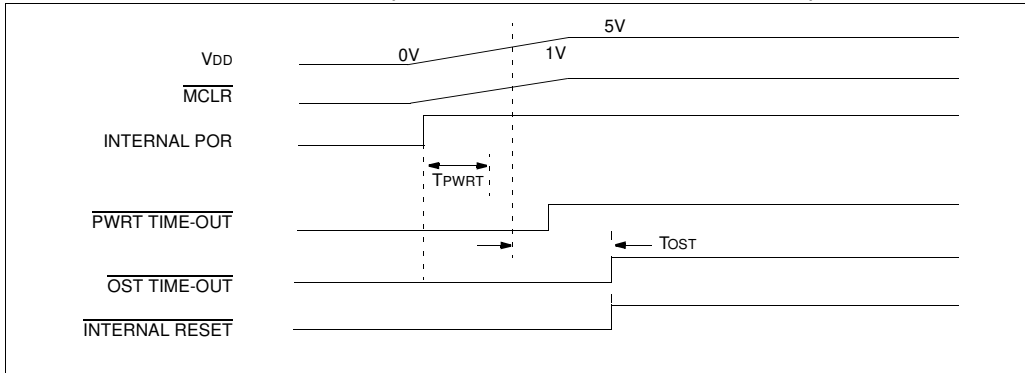 5V
VDD
0V
1V
MCLR
INTERNAL POR
TPWRT
PWRT TIME-OUT
TOST
OST TIME-OUT
INTERNAL RESET